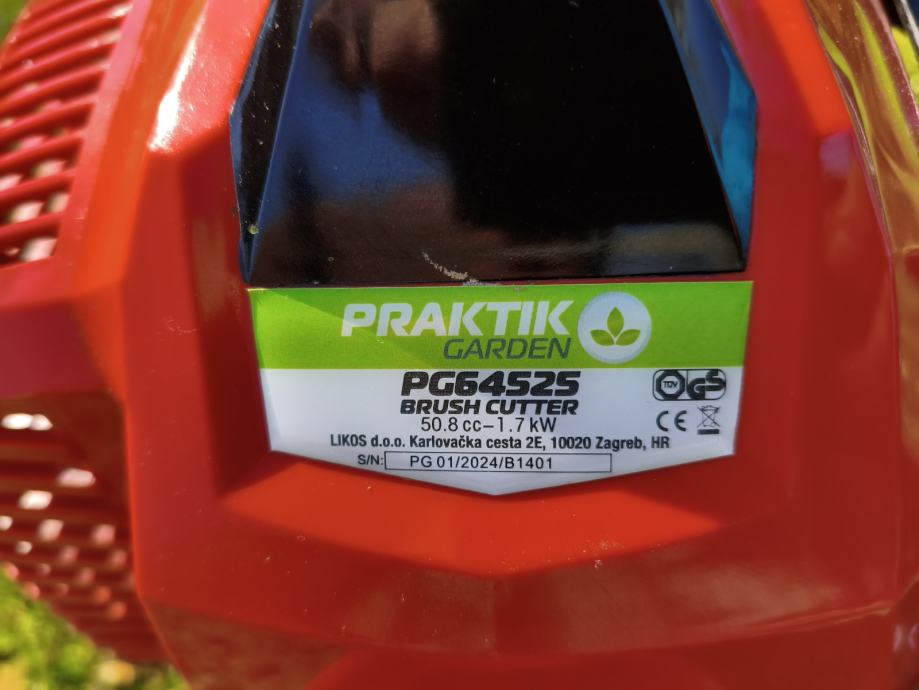 PRAKTIK
GARDEN
PG64525
BRUSH CUTTER
50.8 cc–1.7 kW
LIKOS d.o.o. Karlovačka cesta 2E, 10020 Zagreb, HR
S/N: PG 01/2024/B1401
TÜV GS
CE